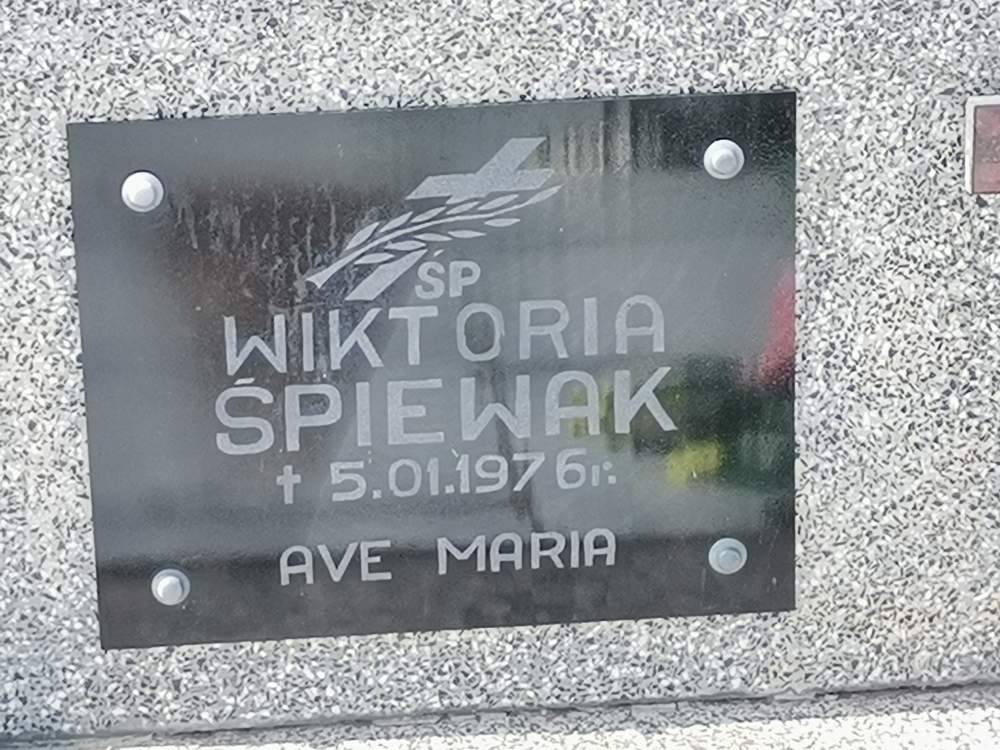 ŚP
WIKTORIA
ŚPIEWAK
† 5.01.1976r.
AVE MARIA